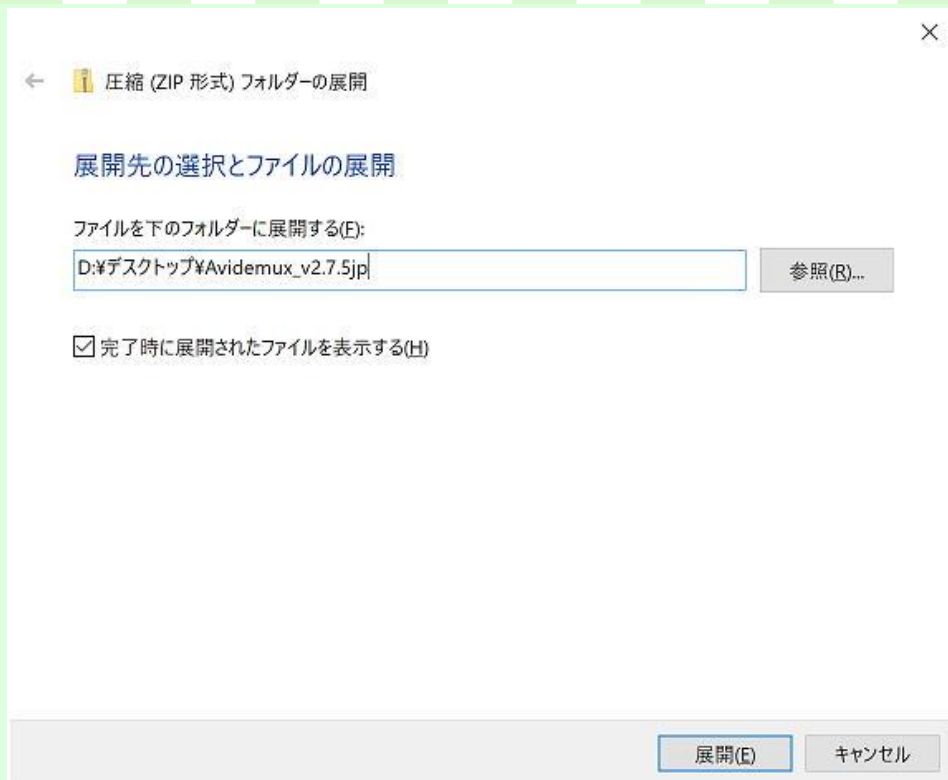 圧縮 (ZIP 形式) フォルダーの展開
展開先の選択とファイルの展開
ファイルを下のフォルダーに展開する(F):
D:¥デスクトップ¥Avidemux_v2.7.5jp
参照(R)...
完了時に展開されたファイルを表示する(H)
展開(E)
キャンセル